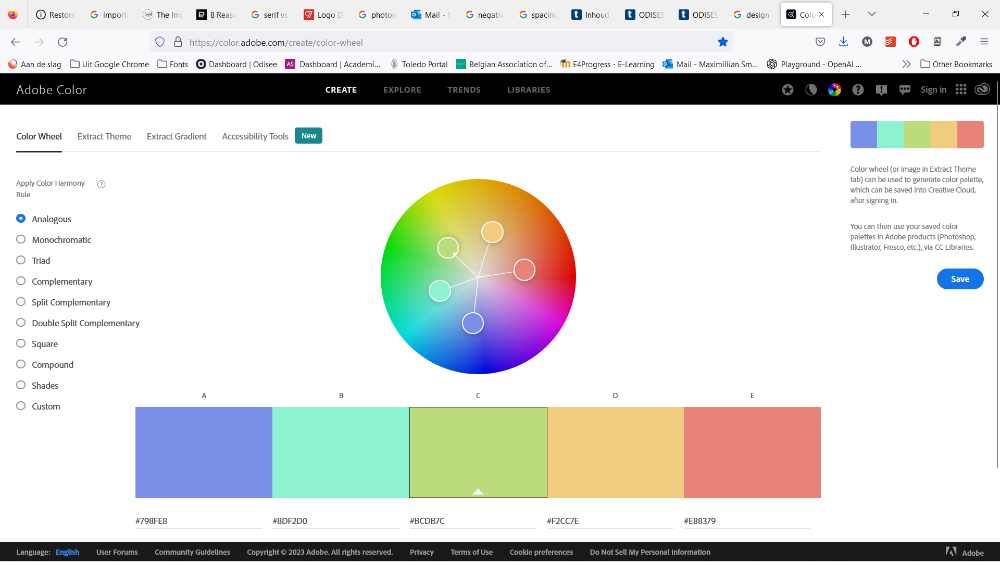 Restore
importa
The Imp
8 Reaso
serif vs
Logo D
photosh
Mail - M
negativ
spacing
Inhoud
ODISEE
ODISEE
design
Colo
https://color.adobe.com/create/color-wheel
Aan de slag
Uit Google Chrome
Fonts
Dashboard | Odisee
AS Dashboard | Academi...
Toledo Portal
Belgian Association of...
E4Progress - E-Learning
Mail - Maximillian Sm...
Playground - OpenAI ...
Other Bookmarks
Adobe Color
CREATE
EXPLORE
TRENDS
LIBRARIES
Sign in
Color Wheel
Extract Theme
Extract Gradient
Accessibility Tools
New
Apply Color Harmony
Rule
Analogous
Monochromatic
Triad
Complementary
Split Complementary
Double Split Complementary
Square
Compound
Shades
Custom
Color wheel (or image in Extract Theme
tab) can be used to generate color palette,
which can be saved into Creative Cloud,
after signing in.
You can then use your saved color
palettes in Adobe products (Photoshop,
Illustrator, Fresco, etc.), via CC Libraries.
Save
A
B
C
D
E
#798FE8
#8DF2D0
#BCDB7C
#F2CC7E
#E88379
Language: English
User Forums
Community Guidelines
Copyright © 2023 Adobe. All rights reserved.
Privacy
Terms of Use
Cookie preferences
Do Not Sell My Personal Information
Adobe